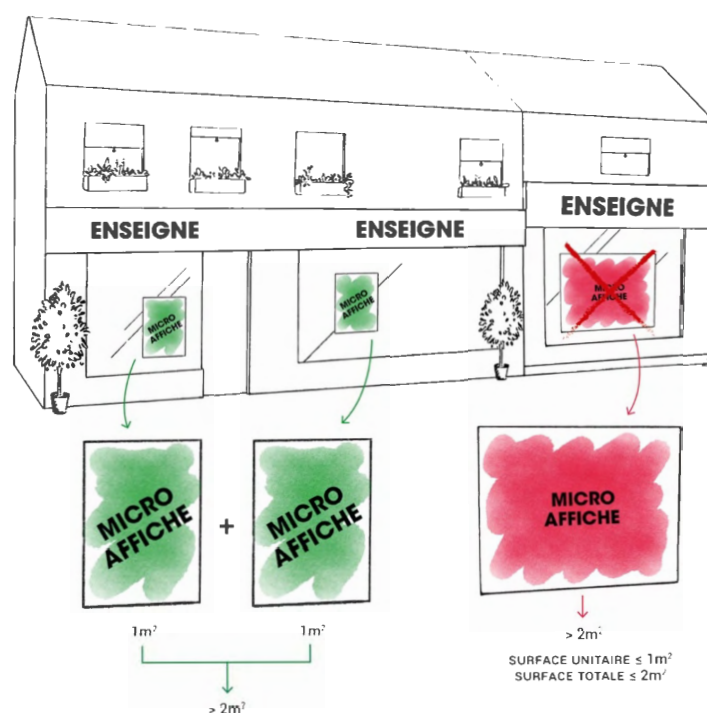 ENSEIGNE
ENSEIGNE
ENSEIGNE
MICRO
AFFICHE
MICRO
AFFICHE
MICRO
AFFICHE
MICRO
AFFICHE
+
MICRO
AFFICHE
MICRO
AFFICHE
1m²
1m²
> 2m²
> 2m²
SURFACE UNITAIRE ≤ 1m²
SURFACE TOTALE ≤ 2m²